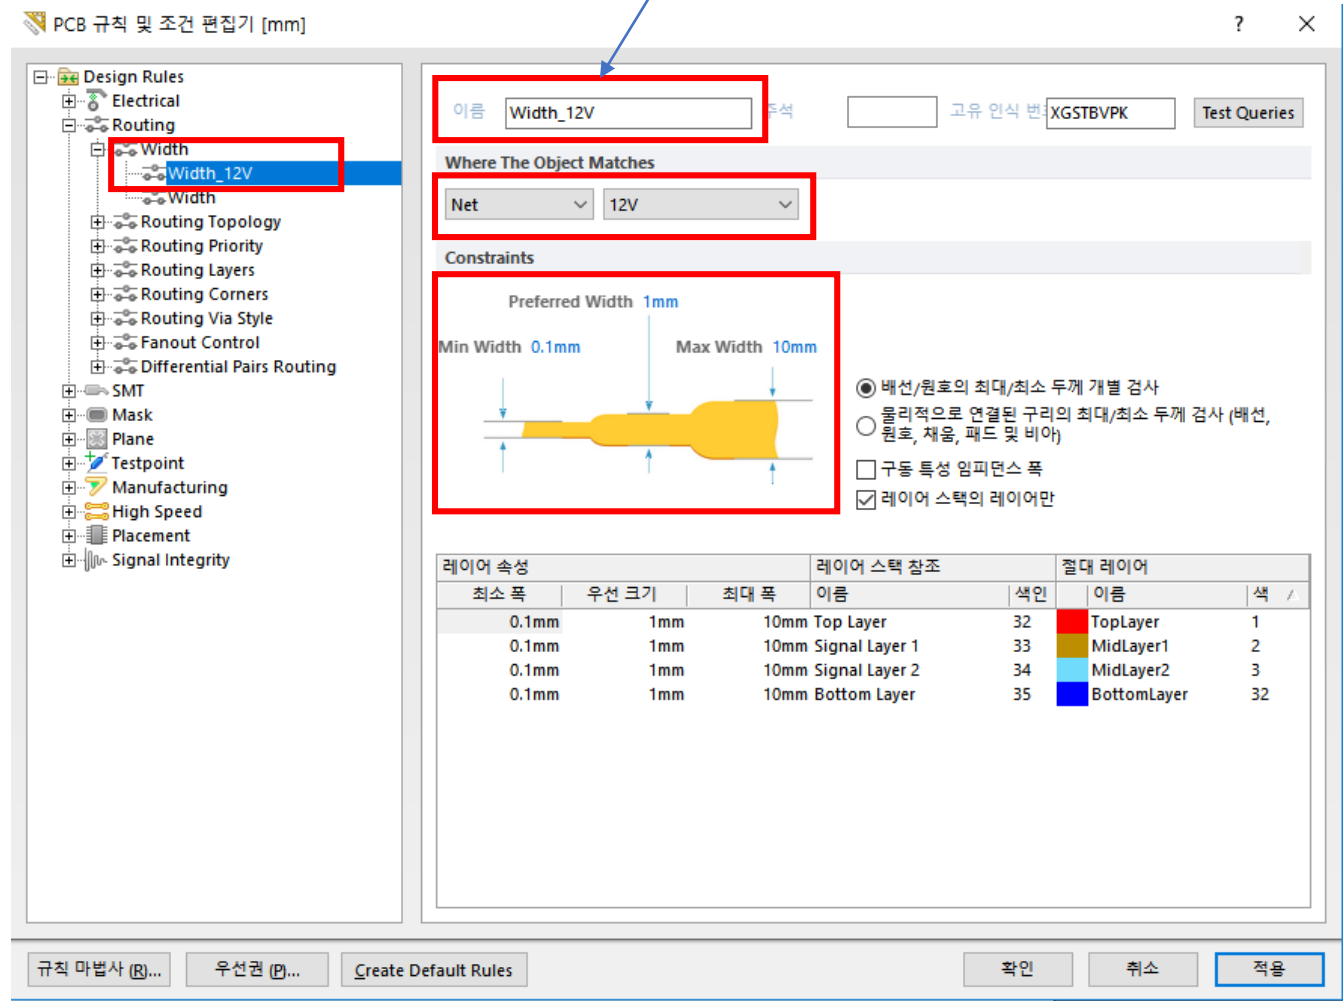 PCB 규칙 및 조건 편집기 [mm]
?
Design Rules
Electrical
Routing
Width
Width_12V
Width
Routing Topology
Routing Priority
Routing Layers
Routing Corners
Routing Via Style
Fanout Control
Differential Pairs Routing
SMT
Mask
Plane
Testpoint
Manufacturing
High Speed
Placement
Signal Integrity
이름 Width_12V 주석 고유 인식 번 XGSTBVPK Test Queries
Where The Object Matches
Net 12V
Constraints
Preferred Width 1mm
Min Width 0.1mm Max Width 10mm
배선/원호의 최대/최소 두께 개별 검사
물리적으로 연결된 구리의 최대/최소 두께 검사 (배선,
원호, 채움, 패드 및 비아)
구동 특성 임피던스 폭
레이어 스택의 레이어만
레이어 속성 레이어 스택 참조 절대 레이어
최소 폭 우선 크기 최대 폭 이름 색인 이름 색
0.1mm 1mm 10mm Top Layer 32 TopLayer 1
0.1mm 1mm 10mm Signal Layer 1 33 MidLayer1 2
0.1mm 1mm 10mm Signal Layer 2 34 MidLayer2 3
0.1mm 1mm 10mm Bottom Layer 35 BottomLayer 32
규칙 마법사 (R)... 우선권 (P)... Create Default Rules 확인 취소 적용